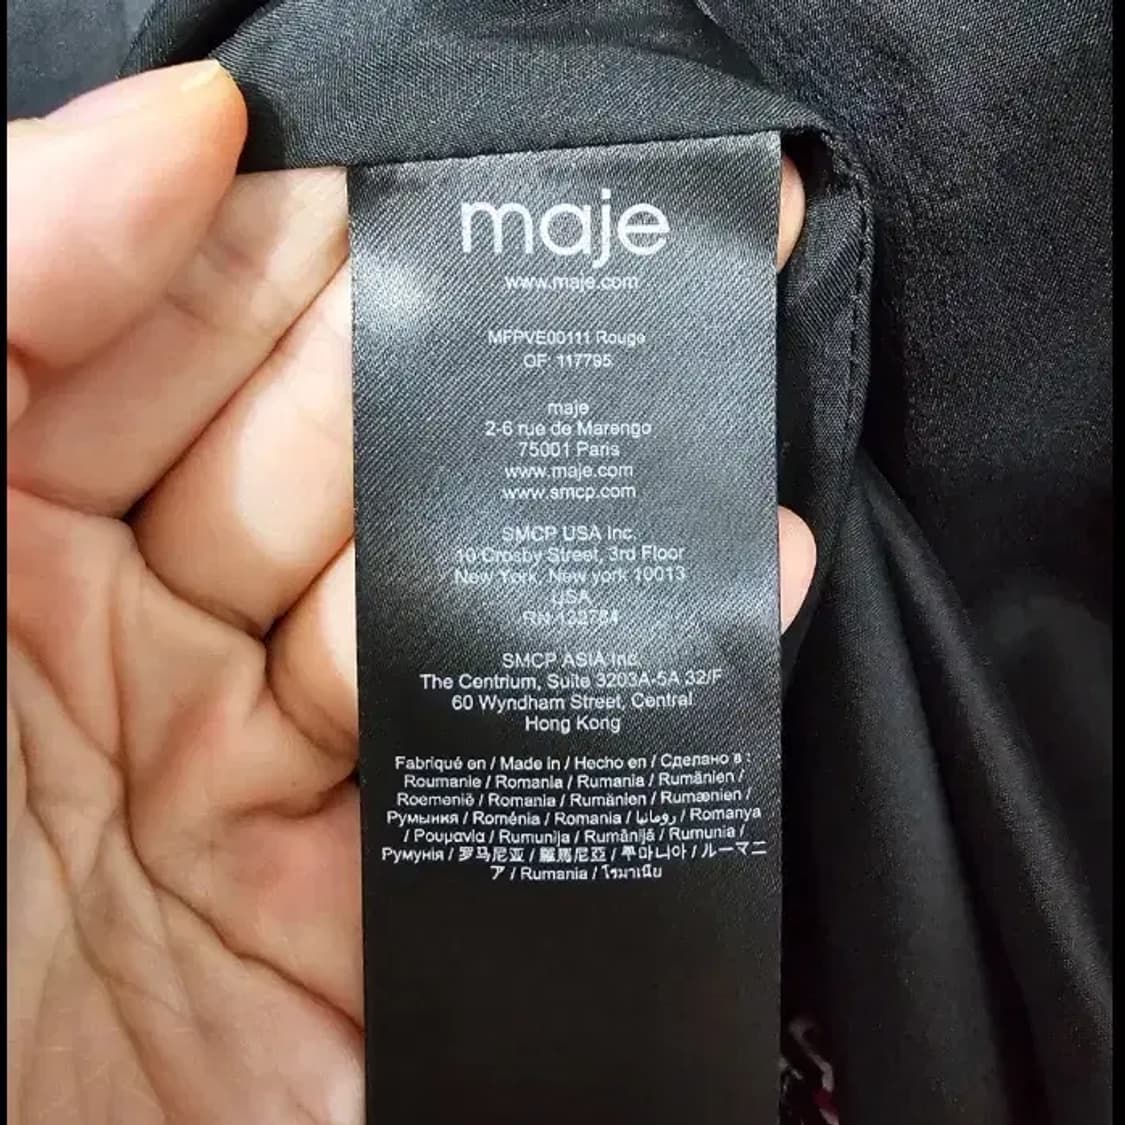 maje
www.maje.com
MFPVE00111 Rouge
OF: 117795
maje
2-6 rue de Marengo
75001 Paris
www.maje.com
www.smcp.com
SMCP USA Inc.
10 Crosby Street, 3rd Floor
New York, New york 10013
USA
RN 132784
SMCP ASIA Inc.
The Centrium, Suite 3203A-5A 32/F
60 Wyndham Street, Central
Hong Kong
Fabriqué en / Made in / Hecho en / Сделано в :
Roumanie / Romania / Rumania / Rumänien /
Roemenië / Romania / Rumänien / Rumænien /
Румыния / Roménia / Romania / رومانيا / Romanya
/ Ρουμανία / Rumunija / Rumānijā / Rumunia /
Румунія / 罗马尼亚 / 羅馬尼亞 / 루마니아 / ルーマニ
ア / Rumania / โรมาเนีย